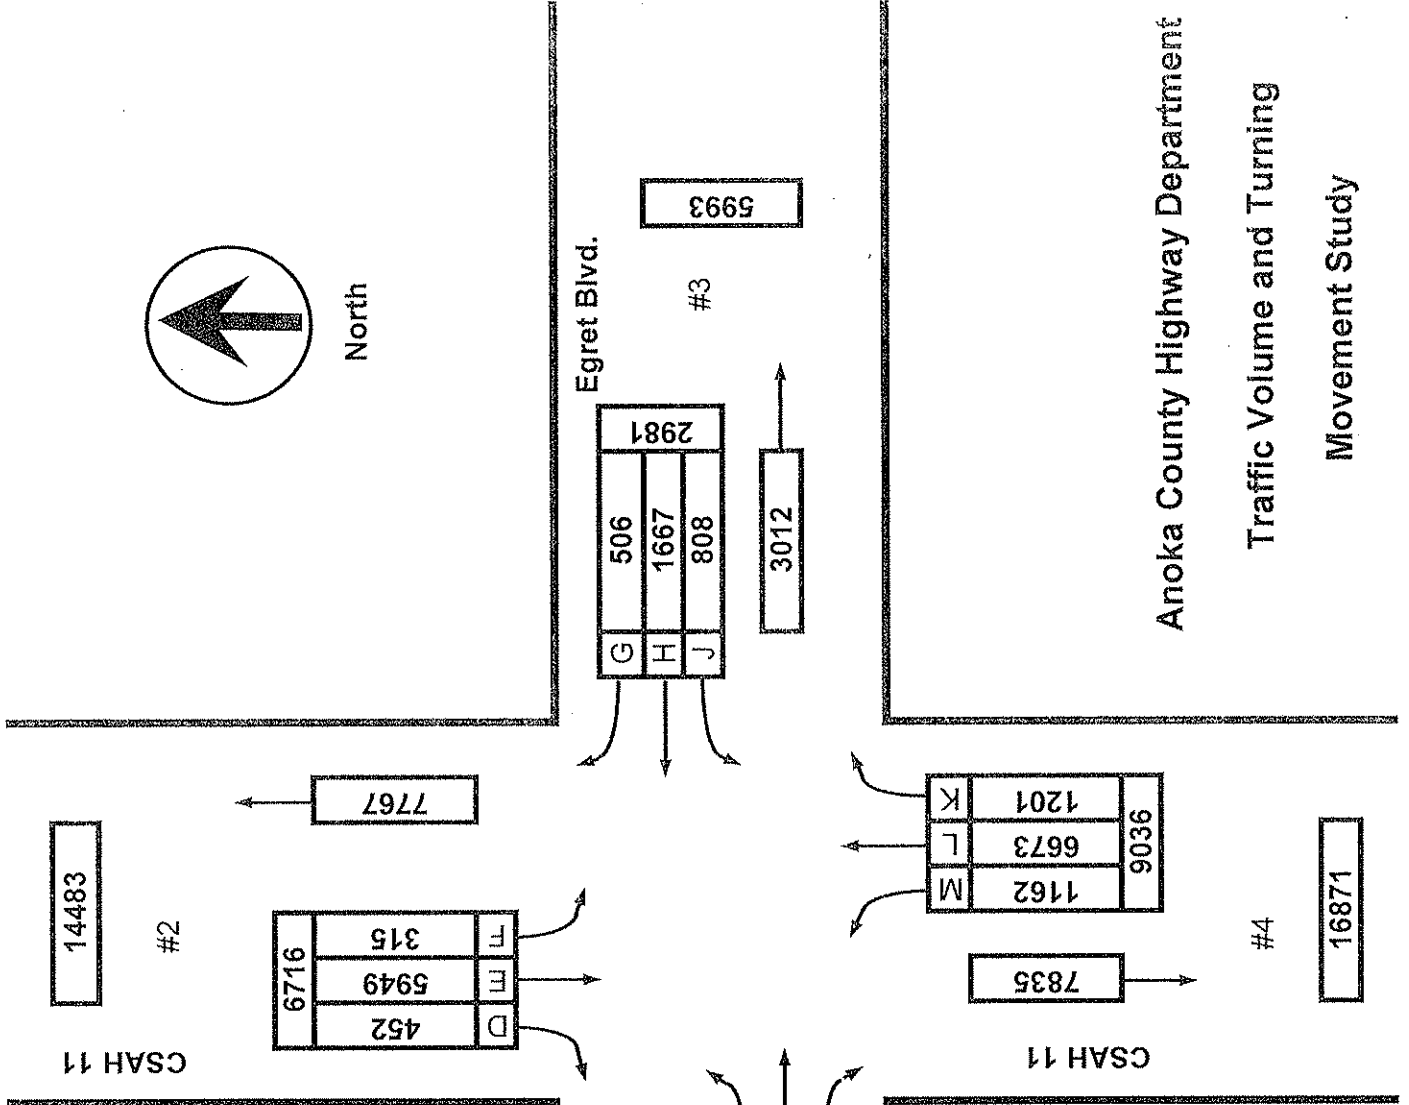 CSAH 11
14483
#2
7767
6716
452
5949
315
D
E
F
North
Egret Blvd.
G
506
H
1667
J
808
2981
3012
#3
5993
M
L
K
1162
6673
1201
9036
7835
CSAH 11
#4
16871
Anoka County Highway Department
Traffic Volume and Turning
Movement Study